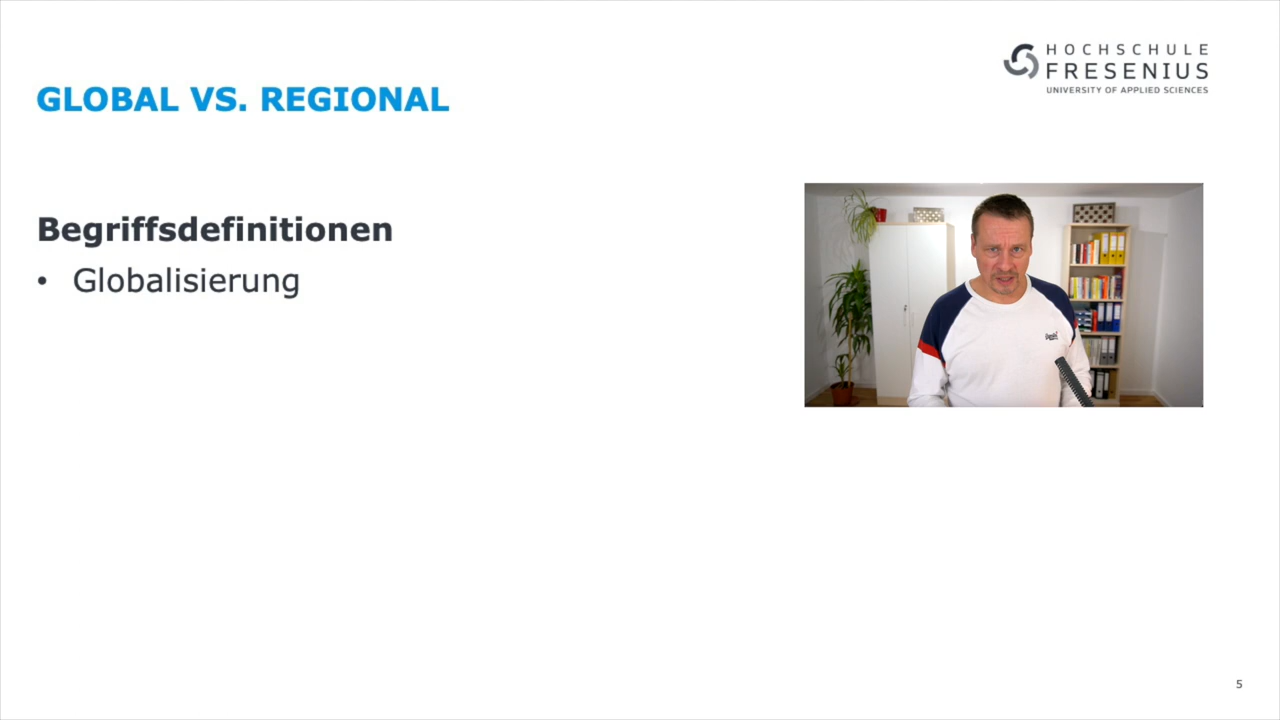 HOCHSCHULE
FRESENIUS
UNIVERSITY OF APPLIED SCIENCES
GLOBAL VS. REGIONAL
Begriffsdefinitionen
• Globalisierung
5